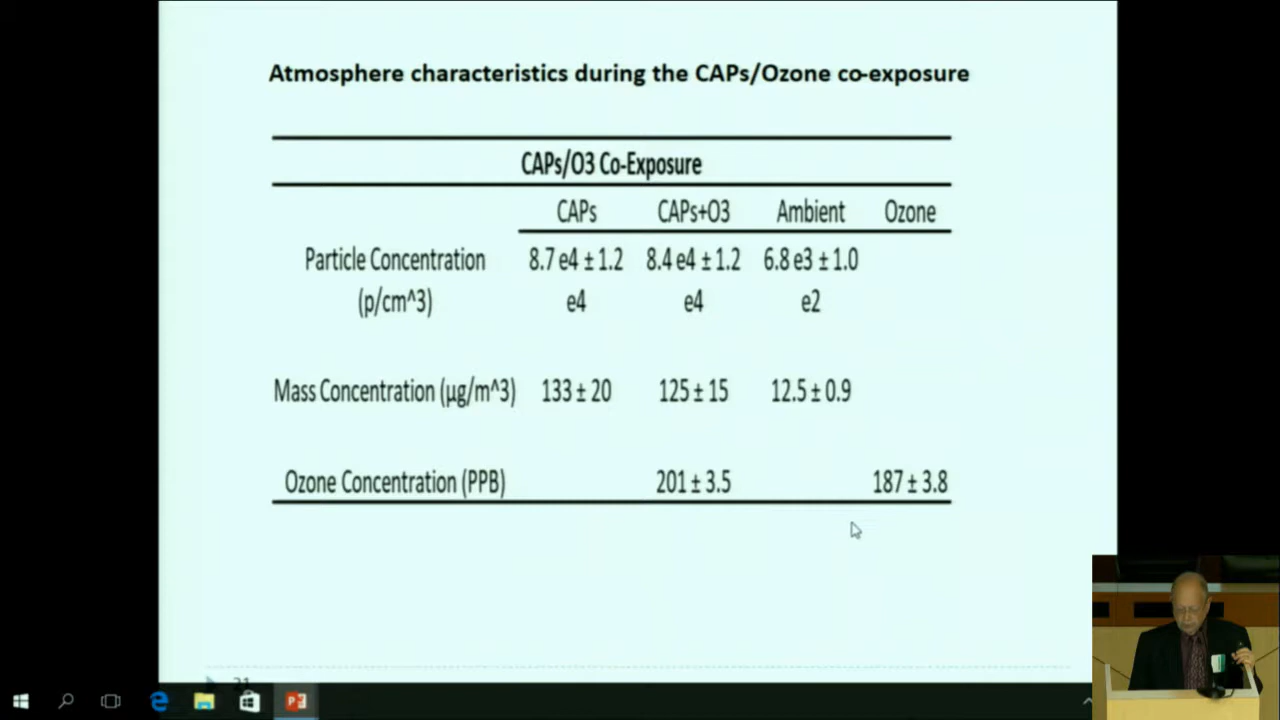 Atmosphere characteristics during the CAPs/Ozone co-exposure
CAPs/O3 Co-Exposure
CAPs CAPs+O3 Ambient Ozone
Particle Concentration 8.7 e4 ± 1.2 8.4 e4 ± 1.2 6.8 e3 ± 1.0
(p/cm^3) e4 e4 e2
Mass Concentration (µg/m^3) 133 ± 20 125 ± 15 12.5 ± 0.9
Ozone Concentration (PPB) 201 ± 3.5 187 ± 3.8
21